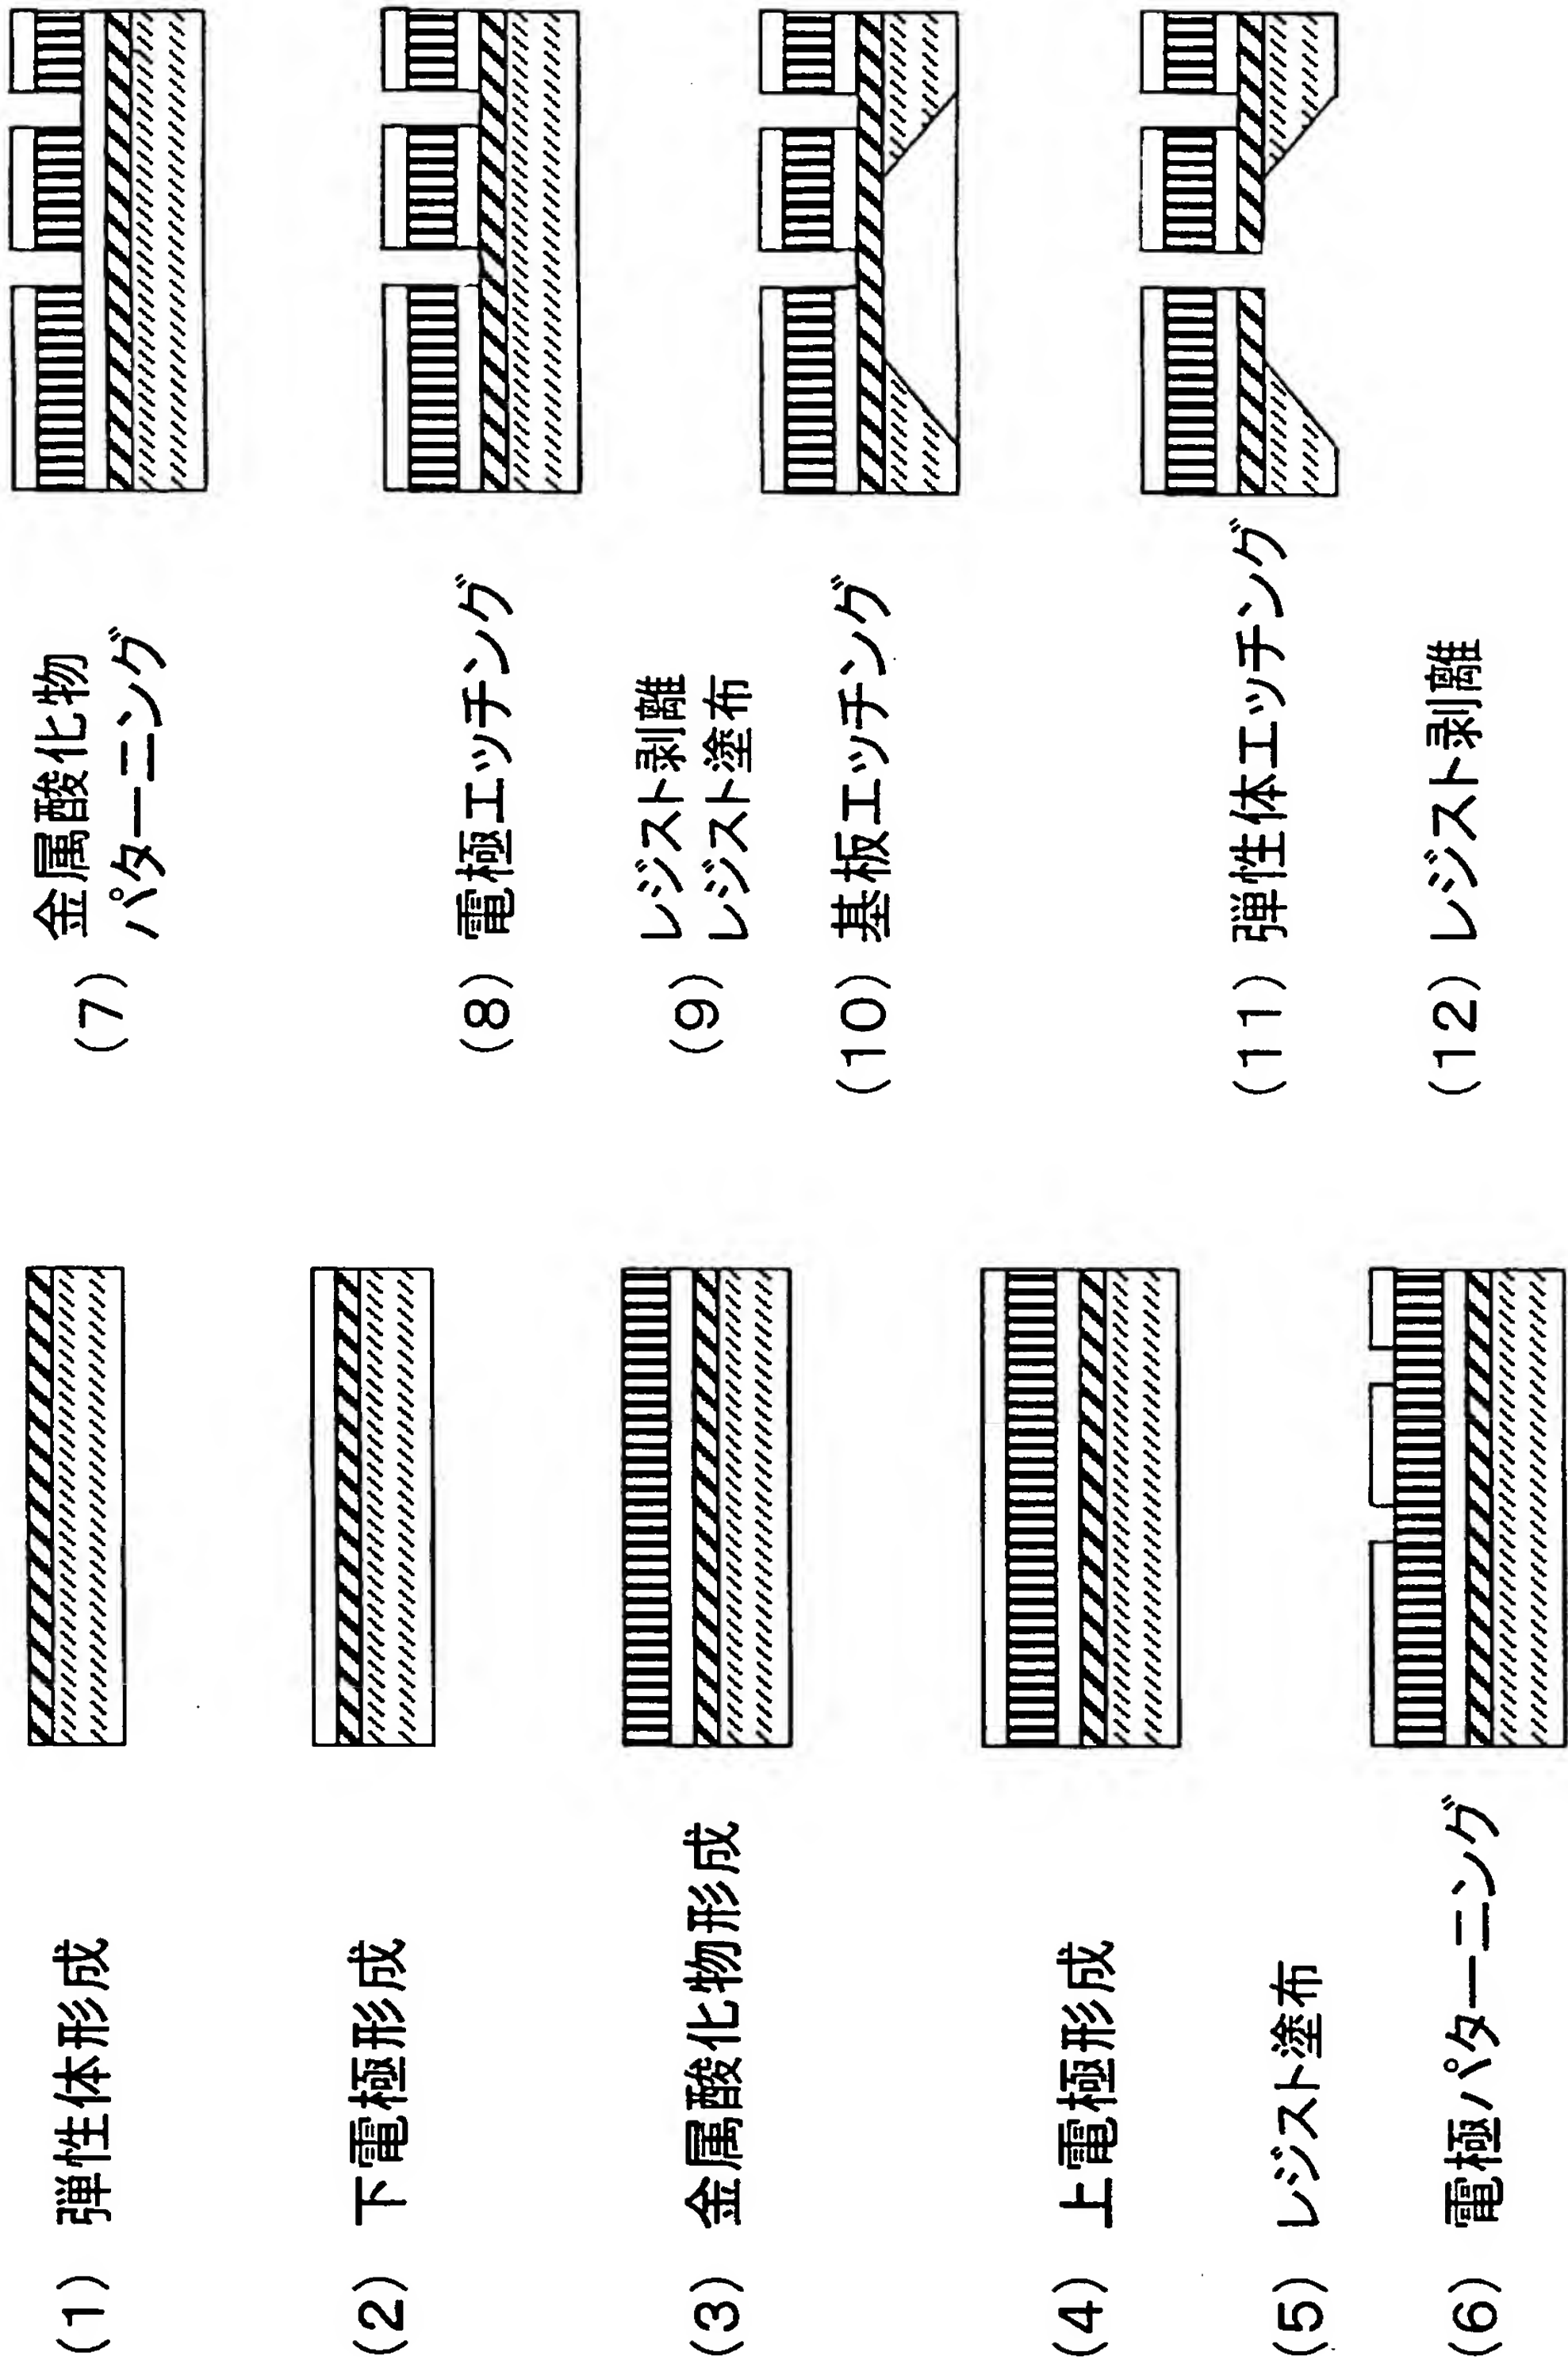 (1) 弾性体形成
(2) 下電極形成
(3) 金属酸化物形成
(4) 上電極形成
(5) レジスト塗布
(6) 電極パターニング
(7) 金属酸化物
パターニング
(8) 電極エッチング
(9) レジスト剥離
レジスト塗布
(10) 基板エッチング
(11) 弾性体エッチング
(12) レジスト剥離